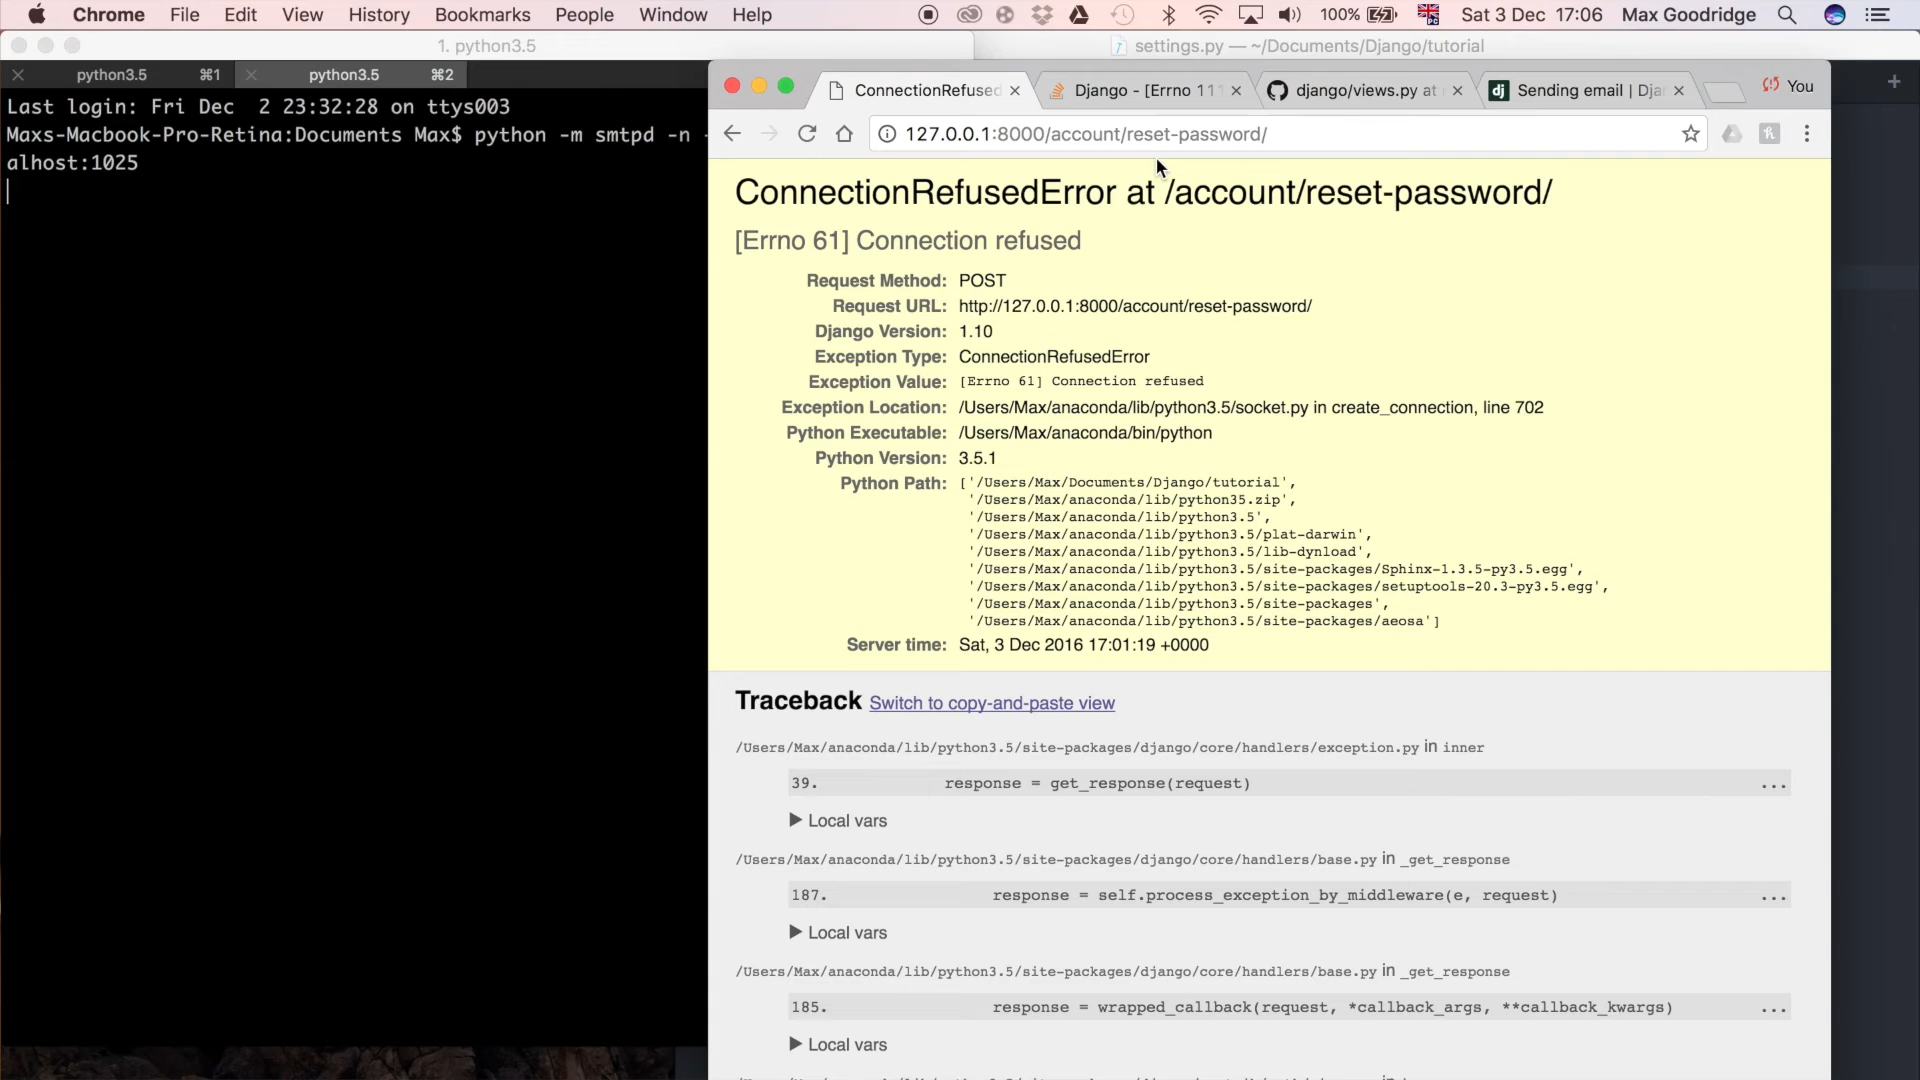 Chrome File Edit View History Bookmarks People Window Help 100% Sat 3 Dec 17:06 Max Goodridge
1. python3.5
settings.py — ~/Documents/Django/tutorial
python3.5 ⌘1 python3.5 ⌘2
Last login: Fri Dec  2 23:32:28 on ttys003
Maxs-Macbook-Pro-Retina:Documents Max$ python -m smtpd -n
alhost:1025
ConnectionRefused Django - [Errno 111 django/views.py at Sending email | Dja You
127.0.0.1:8000/account/reset-password/
ConnectionRefusedError at /account/reset-password/
[Errno 61] Connection refused
Request Method: POST
Request URL: http://127.0.0.1:8000/account/reset-password/
Django Version: 1.10
Exception Type: ConnectionRefusedError
Exception Value: [Errno 61] Connection refused
Exception Location: /Users/Max/anaconda/lib/python3.5/socket.py in create_connection, line 702
Python Executable: /Users/Max/anaconda/bin/python
Python Version: 3.5.1
Python Path: ['/Users/Max/Documents/Django/tutorial',
'/Users/Max/anaconda/lib/python35.zip',
'/Users/Max/anaconda/lib/python3.5',
'/Users/Max/anaconda/lib/python3.5/plat-darwin',
'/Users/Max/anaconda/lib/python3.5/lib-dynload',
'/Users/Max/anaconda/lib/python3.5/site-packages/Sphinx-1.3.5-py3.5.egg',
'/Users/Max/anaconda/lib/python3.5/site-packages/setuptools-20.3-py3.5.egg',
'/Users/Max/anaconda/lib/python3.5/site-packages',
'/Users/Max/anaconda/lib/python3.5/site-packages/aeosa']
Server time: Sat, 3 Dec 2016 17:01:19 +0000
Traceback Switch to copy-and-paste view
/Users/Max/anaconda/lib/python3.5/site-packages/django/core/handlers/exception.py in inner
39. response = get_response(request) ...
▶ Local vars
/Users/Max/anaconda/lib/python3.5/site-packages/django/core/handlers/base.py in _get_response
187. response = self.process_exception_by_middleware(e, request) ...
▶ Local vars
/Users/Max/anaconda/lib/python3.5/site-packages/django/core/handlers/base.py in _get_response
185. response = wrapped_callback(request, *callback_args, **callback_kwargs) ...
▶ Local vars